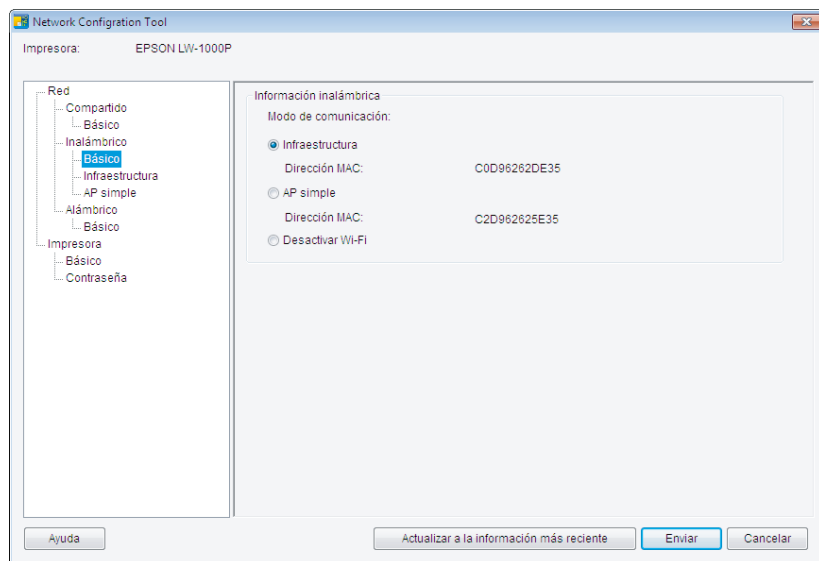 Network Configration Tool
Impresora: EPSON LW-1000P
Red
Compartido
Básico
Inalámbrico
Básico
Infraestructura
AP simple
Alámbrico
Básico
Impresora
Básico
Contraseña
Información inalámbrica
Modo de comunicación:
Infraestructura
Dirección MAC: C0D96262DE35
AP simple
Dirección MAC: C2D962625E35
Desactivar Wi-Fi
Ayuda Actualizar a la información más reciente Enviar Cancelar